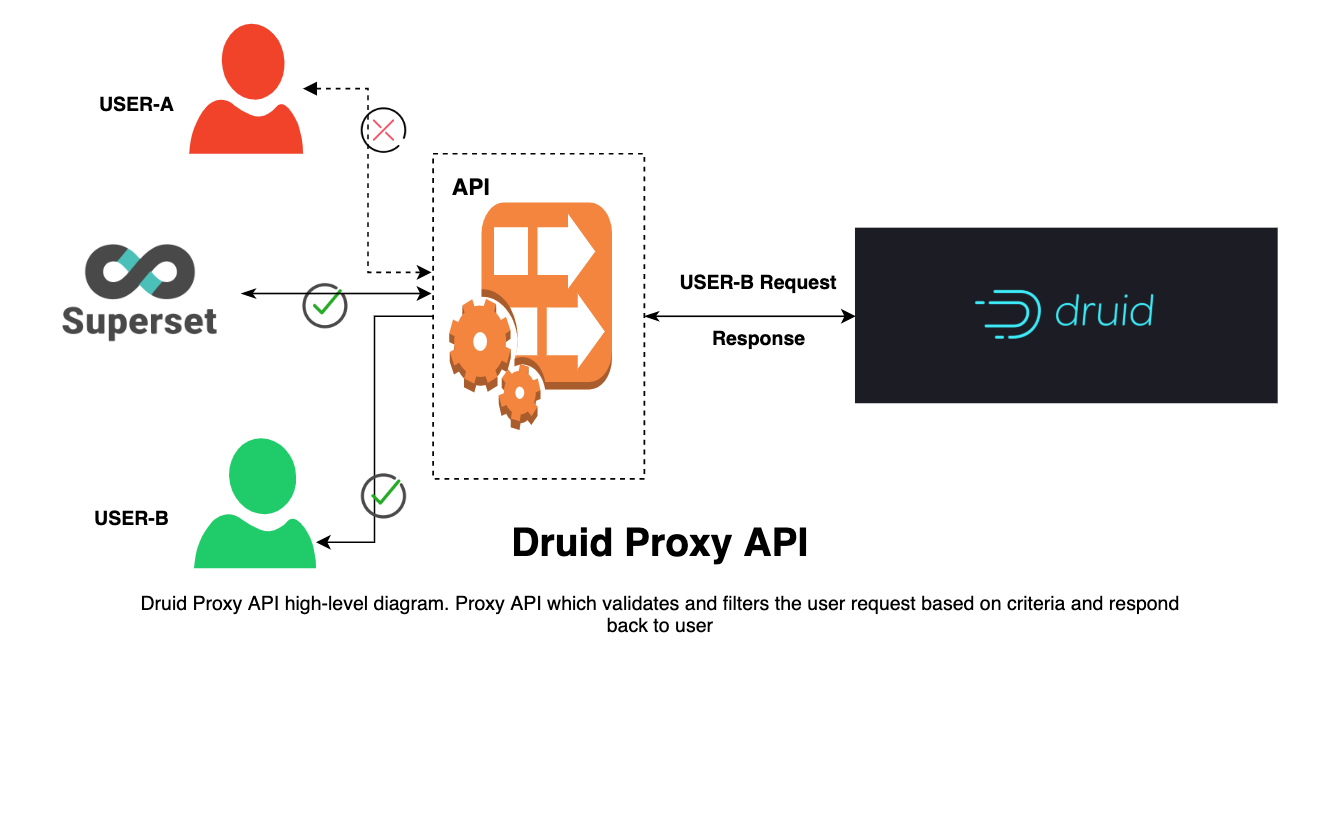 USER-A
API
Superset
USER-B Request
druid
Response
USER-B
Druid Proxy API
Druid Proxy API high-level diagram. Proxy API which validates and filters the user request based on criteria and respond
back to user